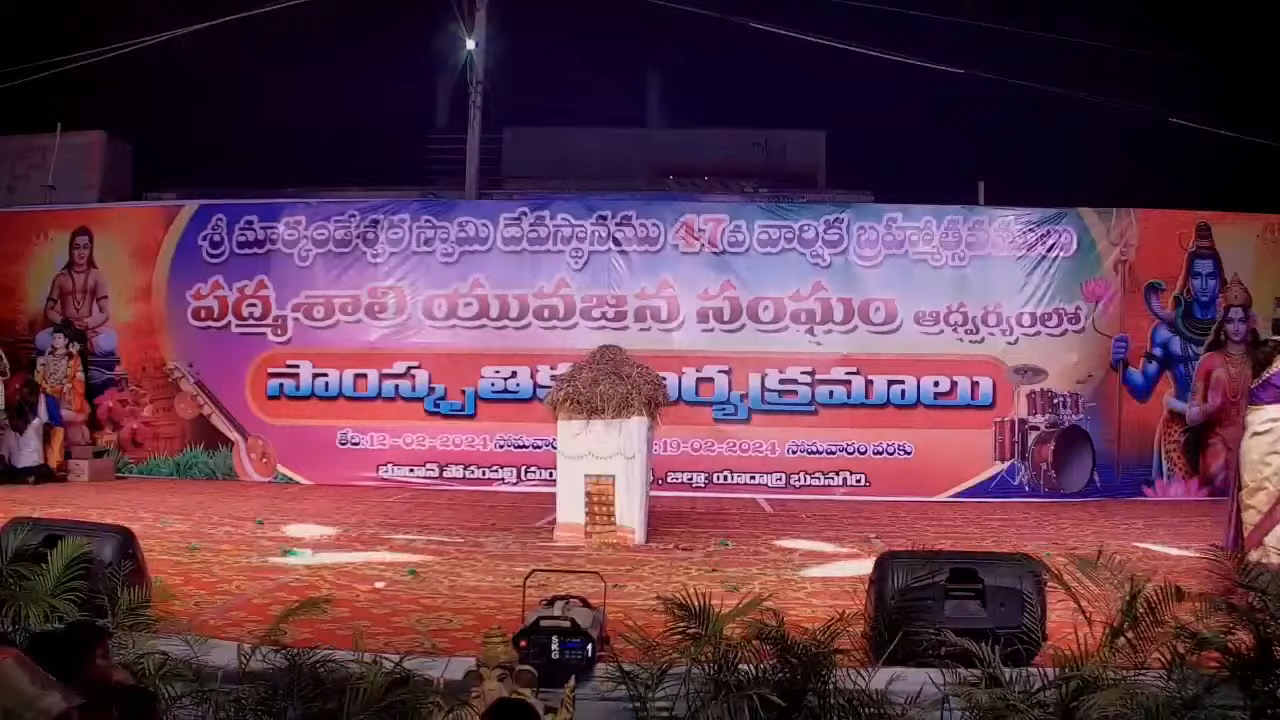 శ్రీ మార్కండేశ్వర స్వామి దేవస్థానము 47వ వార్షిక బ్రహ్మోత్సవములు
పద్మశాలి యువజన సంఘం ఆధ్వర్యంలో
సాంస్కృతిక కార్యక్రమాలు
తేది:12-02-2024 సోమవారం :19-02-2024 సోమవారం వరకు
భూదాన్ పోచంపల్లి (మం , జిల్లా: యాదాద్రి భువనగిరి.
SKG 1